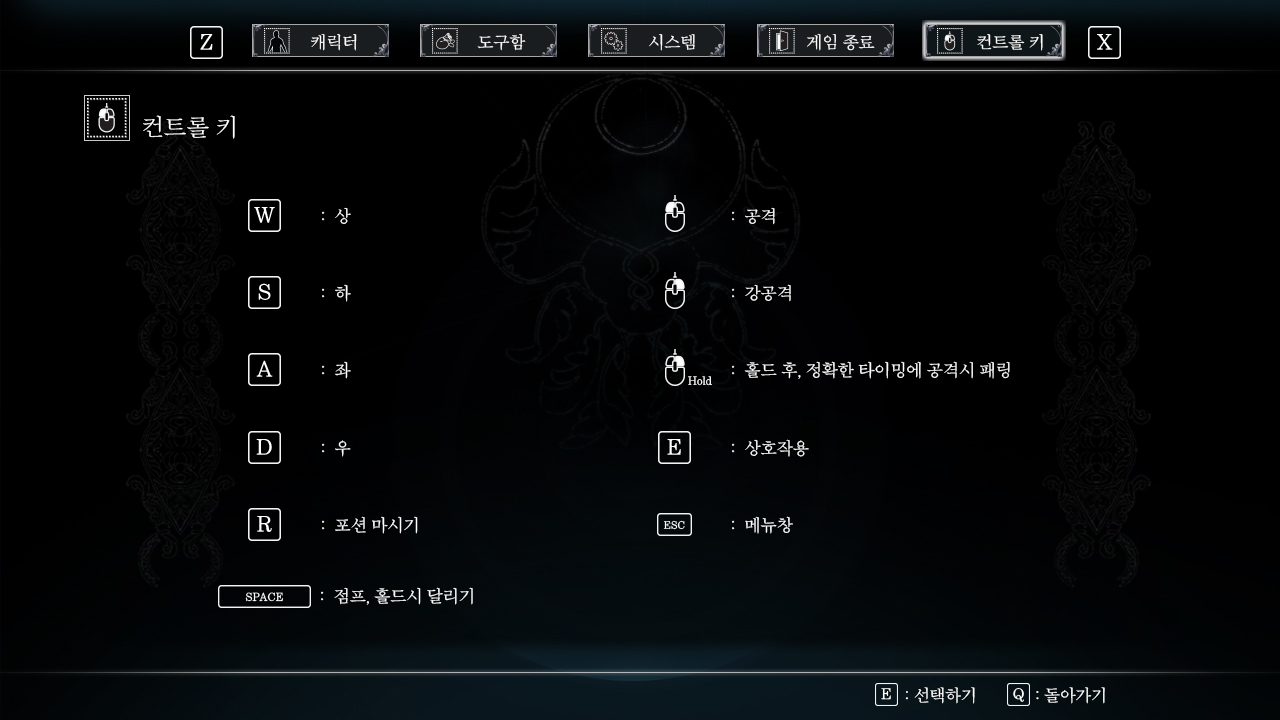 Z 캐릭터 도구함 시스템 게임 종료 컨트롤 키 X
컨트롤 키
W : 상
S : 하
A : 좌
D : 우
R : 포션 마시기
SPACE : 점프, 홀드시 달리기
: 공격
: 강공격
Hold : 홀드 후, 정확한 타이밍에 공격시 패링
E : 상호작용
ESC : 메뉴창
E : 선택하기 Q : 돌아가기